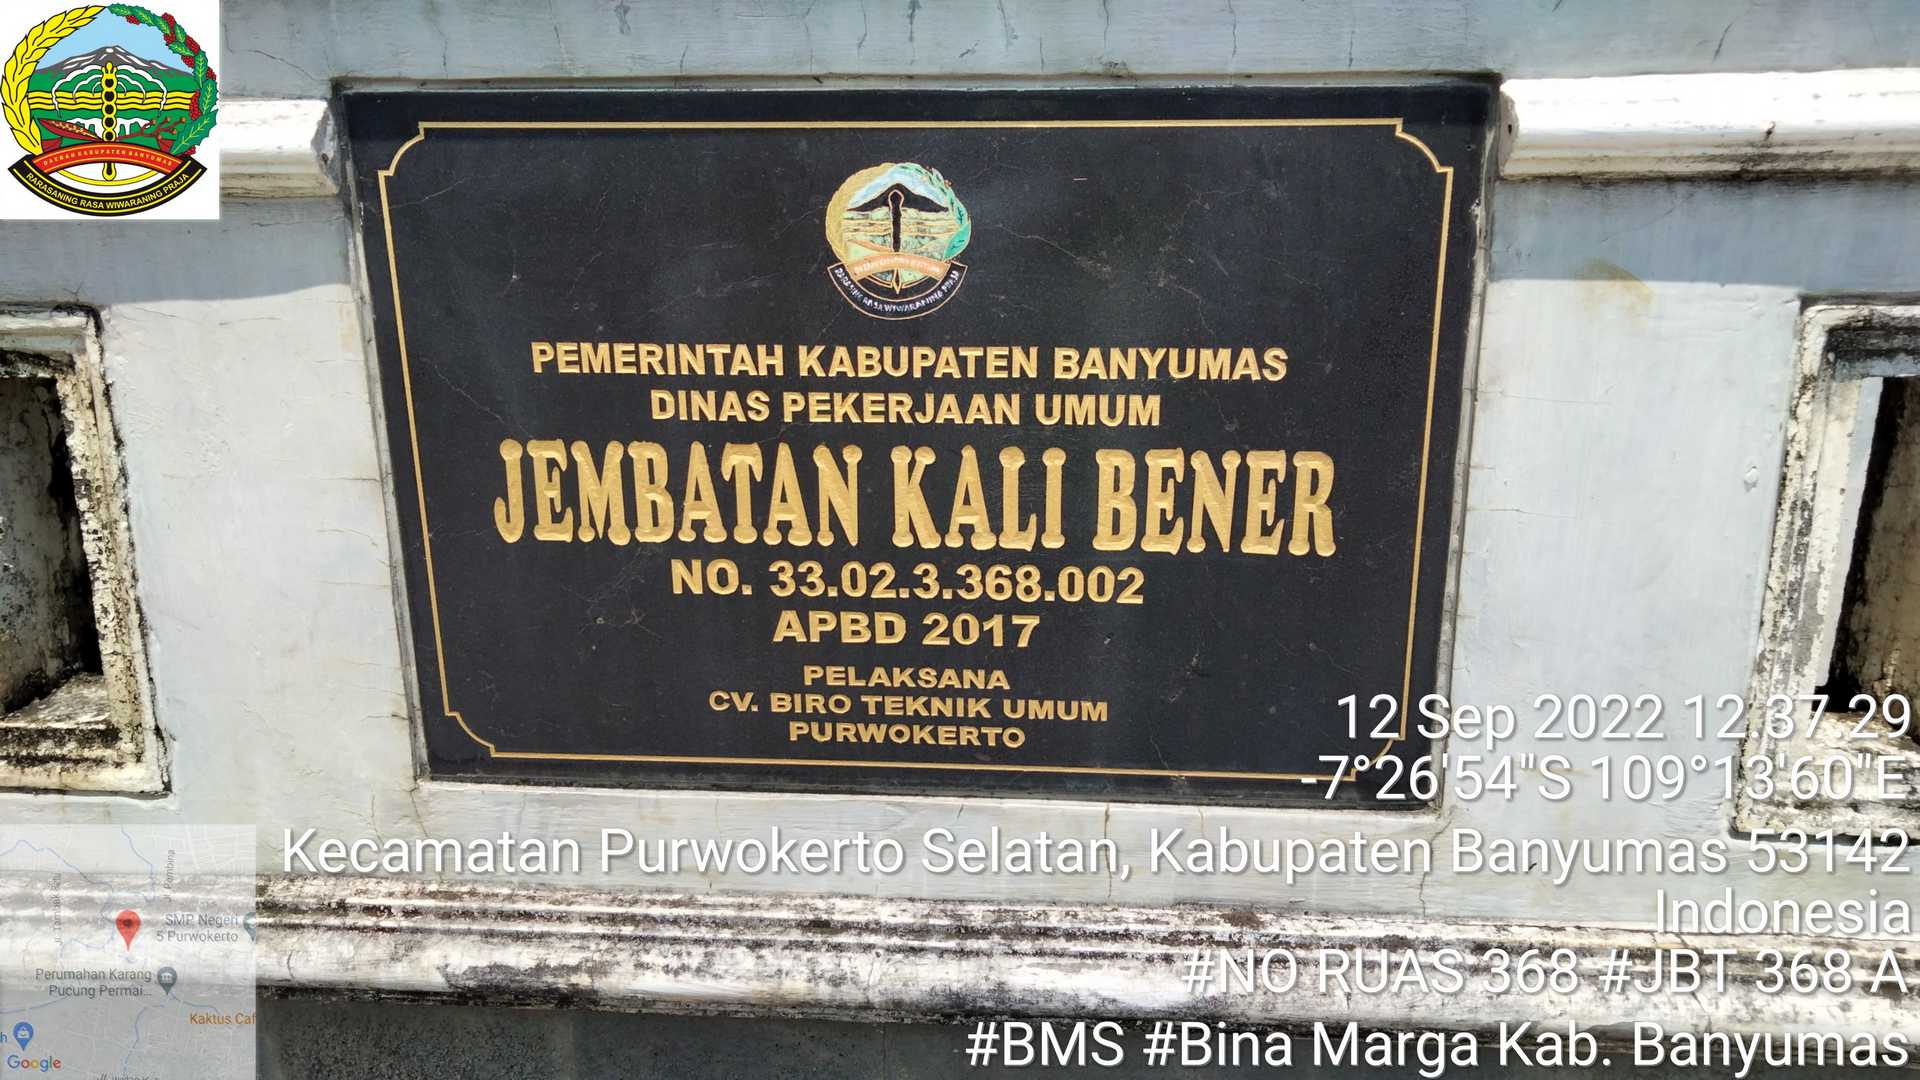 DAERAH KABUPATEN BANYUMAS
RARASANING RASA WIWARANING PRAJA
PEMERINTAH KABUPATEN BANYUMAS
DINAS PEKERJAAN UMUM
JEMBATAN KALI BENER
NO. 33.02.3.368.002
APBD 2017
PELAKSANA
CV. BIRO TEKNIK UMUM
PURWOKERTO
12 Sep 2022 12.37.29
-7°26'54"S 109°13'60"E
Kecamatan Purwokerto Selatan, Kabupaten Banyumas 53142
Indonesia
#NO RUAS 368 #JBT 368 A
#BMS #Bina Marga Kab. Banyumas
Jl. Pembina
SMP Negeri
5 Purwokerto
Perumahan Karang
Pucung Permai...
Kaktus Caf
Google